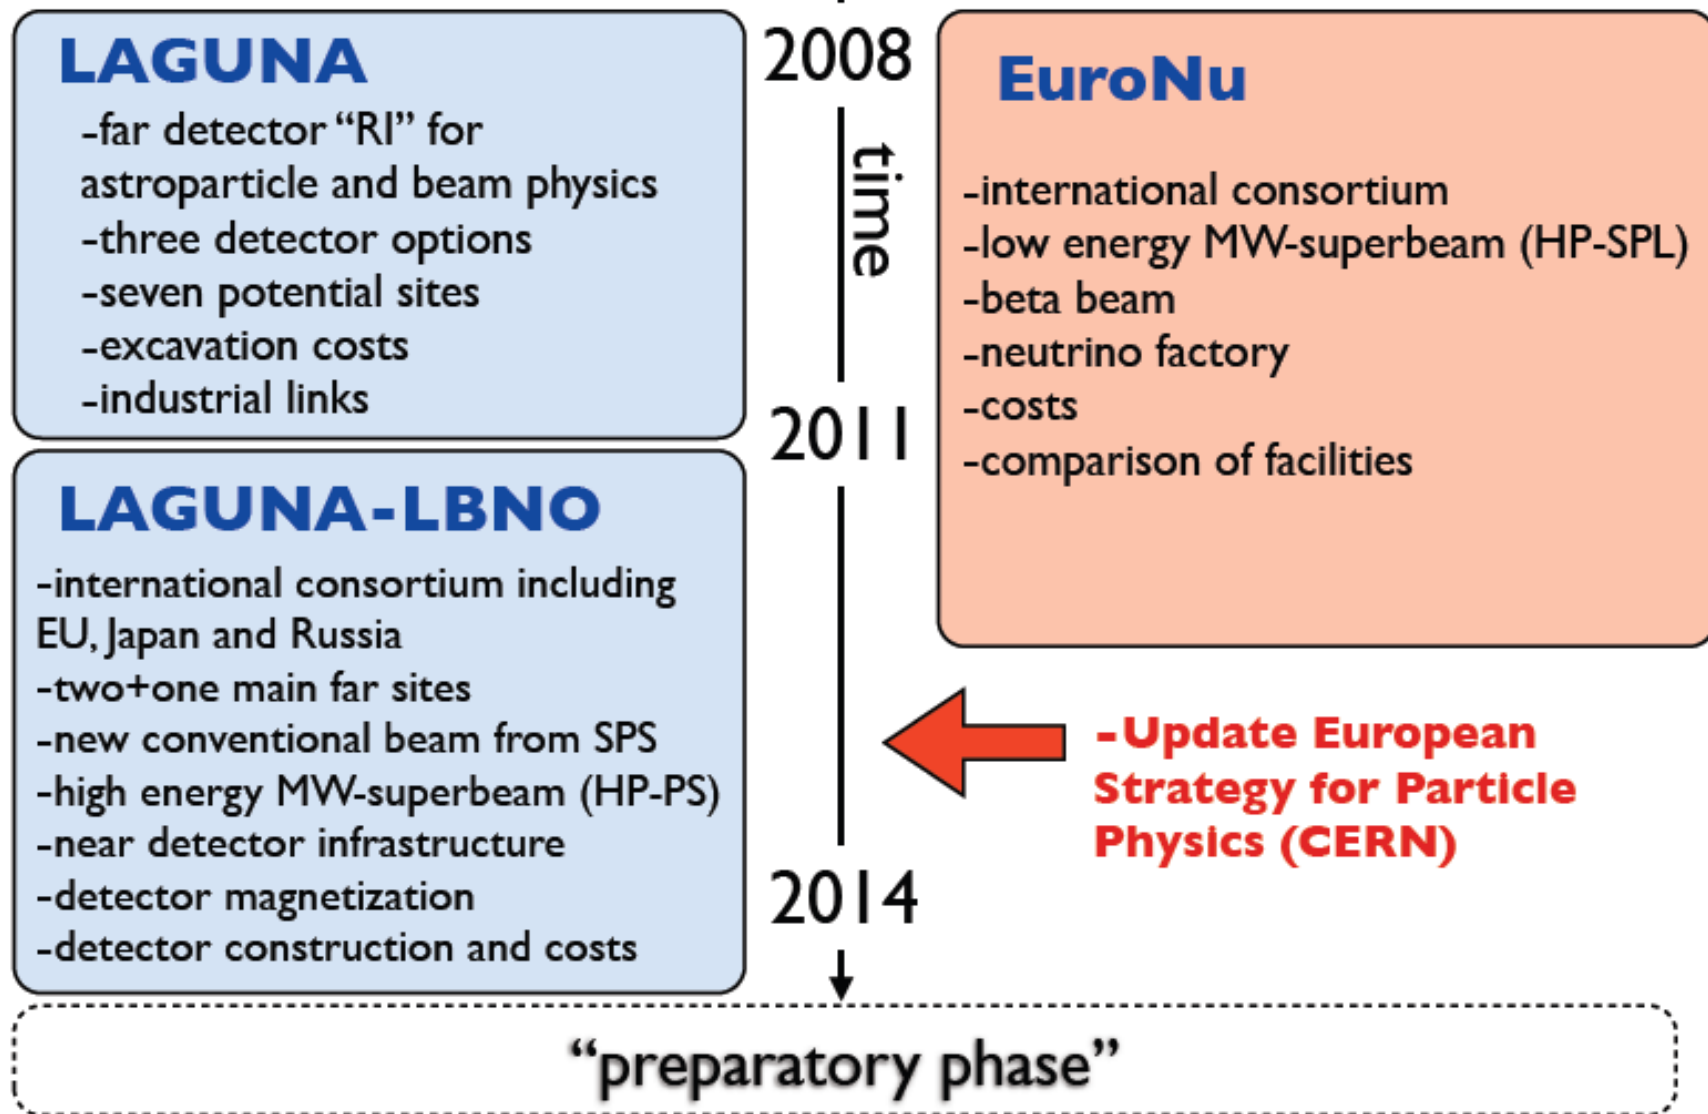 LAGUNA
-far detector “RI” for
astroparticle and beam physics
-three detector options
-seven potential sites
-excavation costs
-industrial links
LAGUNA-LBNO
-international consortium including
EU, Japan and Russia
-two+one main far sites
-new conventional beam from SPS
-high energy MW-superbeam (HP-PS)
-near detector infrastructure
-detector magnetization
-detector construction and costs
2008
time
2011
2014
EuroNu
-international consortium
-low energy MW-superbeam (HP-SPL)
-beta beam
-neutrino factory
-costs
-comparison of facilities
-Update European
Strategy for Particle
Physics (CERN)
“preparatory phase”